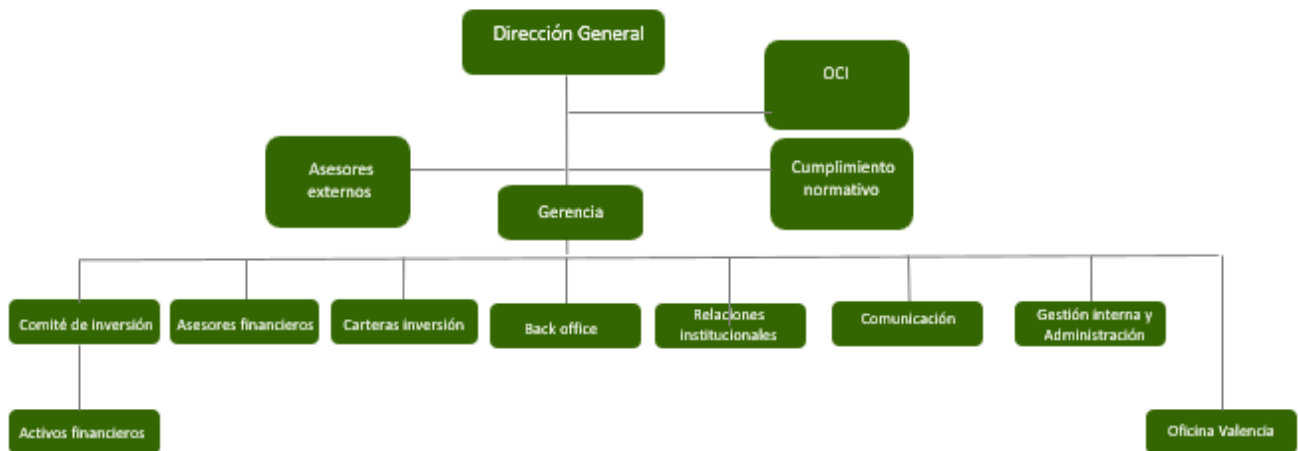 Dirección General
OCI
Asesores
externos
Cumplimiento
normativo
Gerencia
Comité de inversión
Asesores financieros
Carteras inversión
Back office
Relaciones
institucionales
Comunicación
Gestión interna y
Administración
Activos financieros
Oficina Valencia